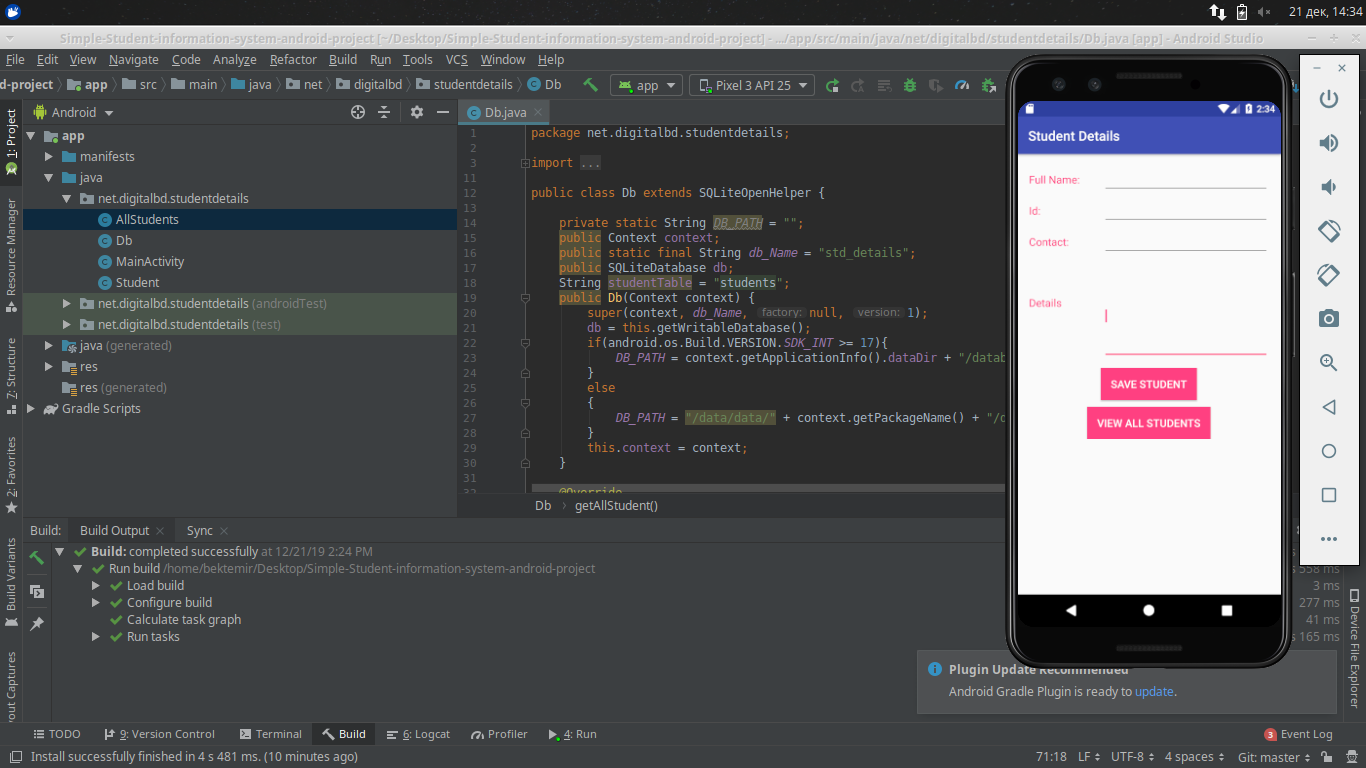 21 дек, 14:34
Simple-Student-information-system-android-project [~/Desktop/Simple-Student-information-system-android-project] - .../app/src/main/java/net/digitalbd/studentdetails/Db.java [app] - Android Studio
File Edit View Navigate Code Analyze Refactor Build Run Tools VCS Window Help
d-project app src main java net digitalbd studentdetails Db app Pixel 3 API 25
Android
Db.java
1: Project
Resource Manager
7: Structure
2: Favorites
Build Variants
yout Captures
app
manifests
java
net.digitalbd.studentdetails
AllStudents
Db
MainActivity
Student
net.digitalbd.studentdetails (androidTest)
net.digitalbd.studentdetails (test)
java (generated)
res
res (generated)
Gradle Scripts
1 package net.digitalbd.studentdetails;
2
3 import ...
11
12 public class Db extends SQLiteOpenHelper {
13
14 private static String DB_PATH = "";
15 public Context context;
16 public static final String db_Name = "std_details";
17 public SQLiteDatabase db;
18 String studentTable = "students";
19 public Db(Context context) {
20 super(context, db_Name, factory: null, version: 1);
21 db = this.getWritableDatabase();
22 if(android.os.Build.VERSION.SDK_INT >= 17){
23 DB_PATH = context.getApplicationInfo().dataDir + "/datab
24 }
25 else
26 {
27 DB_PATH = "/data/data/" + context.getPackageName() + "/d
28 }
29 this.context = context;
30 }
31
32 @Override
Db getAllStudent()
2:34
Student Details
Full Name:
Id:
Contact:
Details
SAVE STUDENT
VIEW ALL STUDENTS
Build: Build Output Sync
Build: completed successfully at 12/21/19 2:24 PM
Run build /home/bektemir/Desktop/Simple-Student-information-system-android-project
Load build
Configure build
Calculate task graph
Run tasks
s 558 ms
3 ms
277 ms
41 ms
s 165 ms
Device File Explorer
Plugin Update Recommended
Android Gradle Plugin is ready to update.
TODO 9: Version Control Terminal Build 6: Logcat Profiler 4: Run 3 Event Log
Install successfully finished in 4 s 481 ms. (10 minutes ago) 71:18 LF UTF-8 4 spaces Git: master